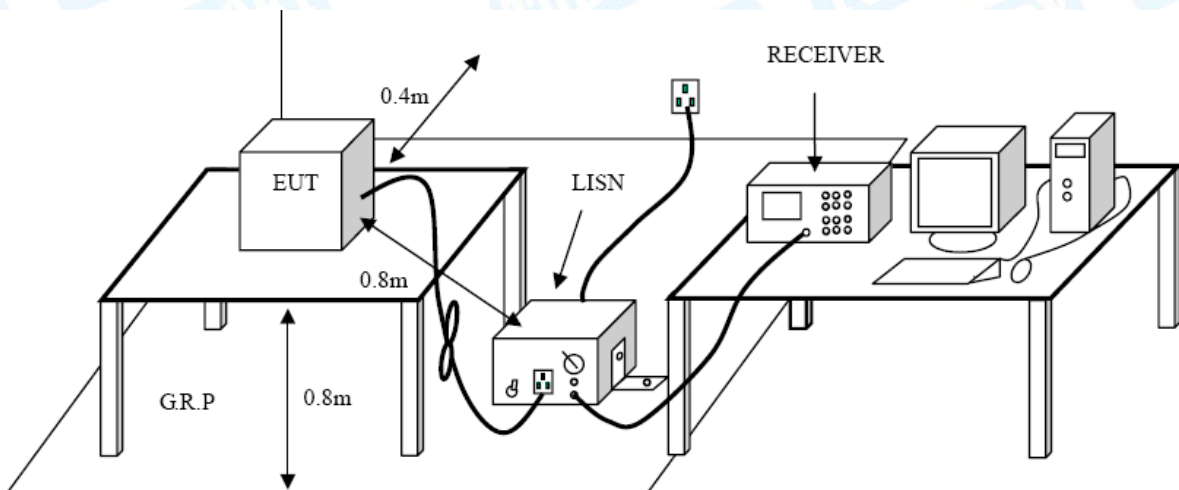 RECEIVER
0.4m
EUT
LISN
0.8m
G.R.P
0.8m